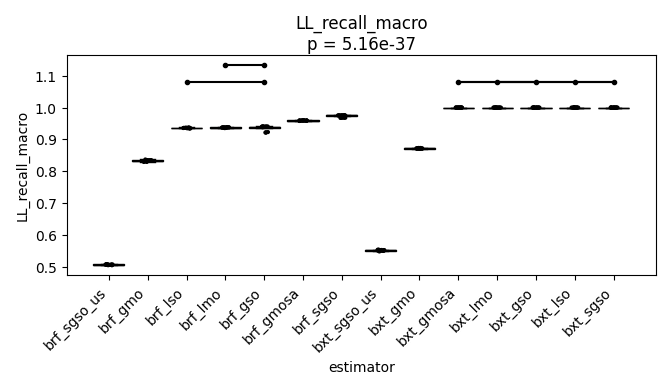 LL_recall_macro
p = 5.16e-37
LL_recall_macro
1.1
1.0
0.9
0.8
0.7
0.6
0.5
brf_sgso_us
brf_gmo
brf_lso
brf_lmo
brf_gso
brf_gmosa
brf_sgso
bxt_sgso_us
bxt_gmo
bxt_gmosa
bxt_lmo
bxt_gso
bxt_lso
bxt_sgso
estimator